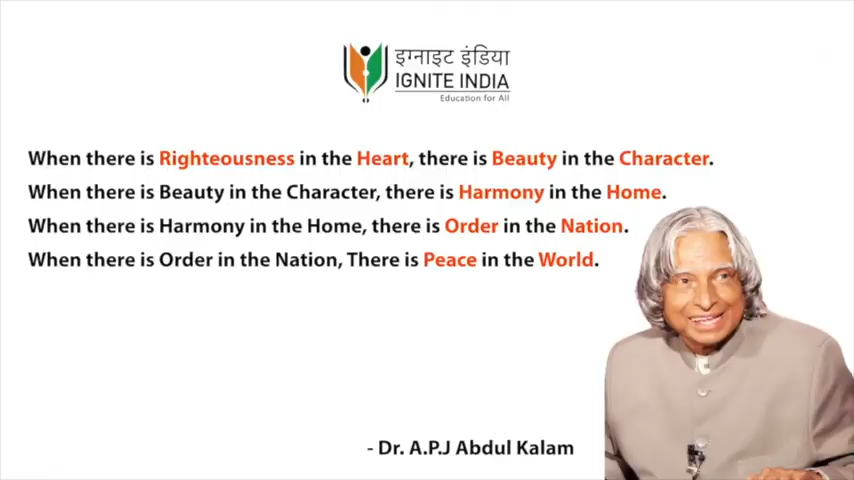 इग्नाइट इंडिया
IGNITE INDIA
Education for All
When there is Righteousness in the Heart, there is Beauty in the Character.
When there is Beauty in the Character, there is Harmony in the Home.
When there is Harmony in the Home, there is Order in the Nation.
When there is Order in the Nation, There is Peace in the World.
- Dr. A.P.J Abdul Kalam